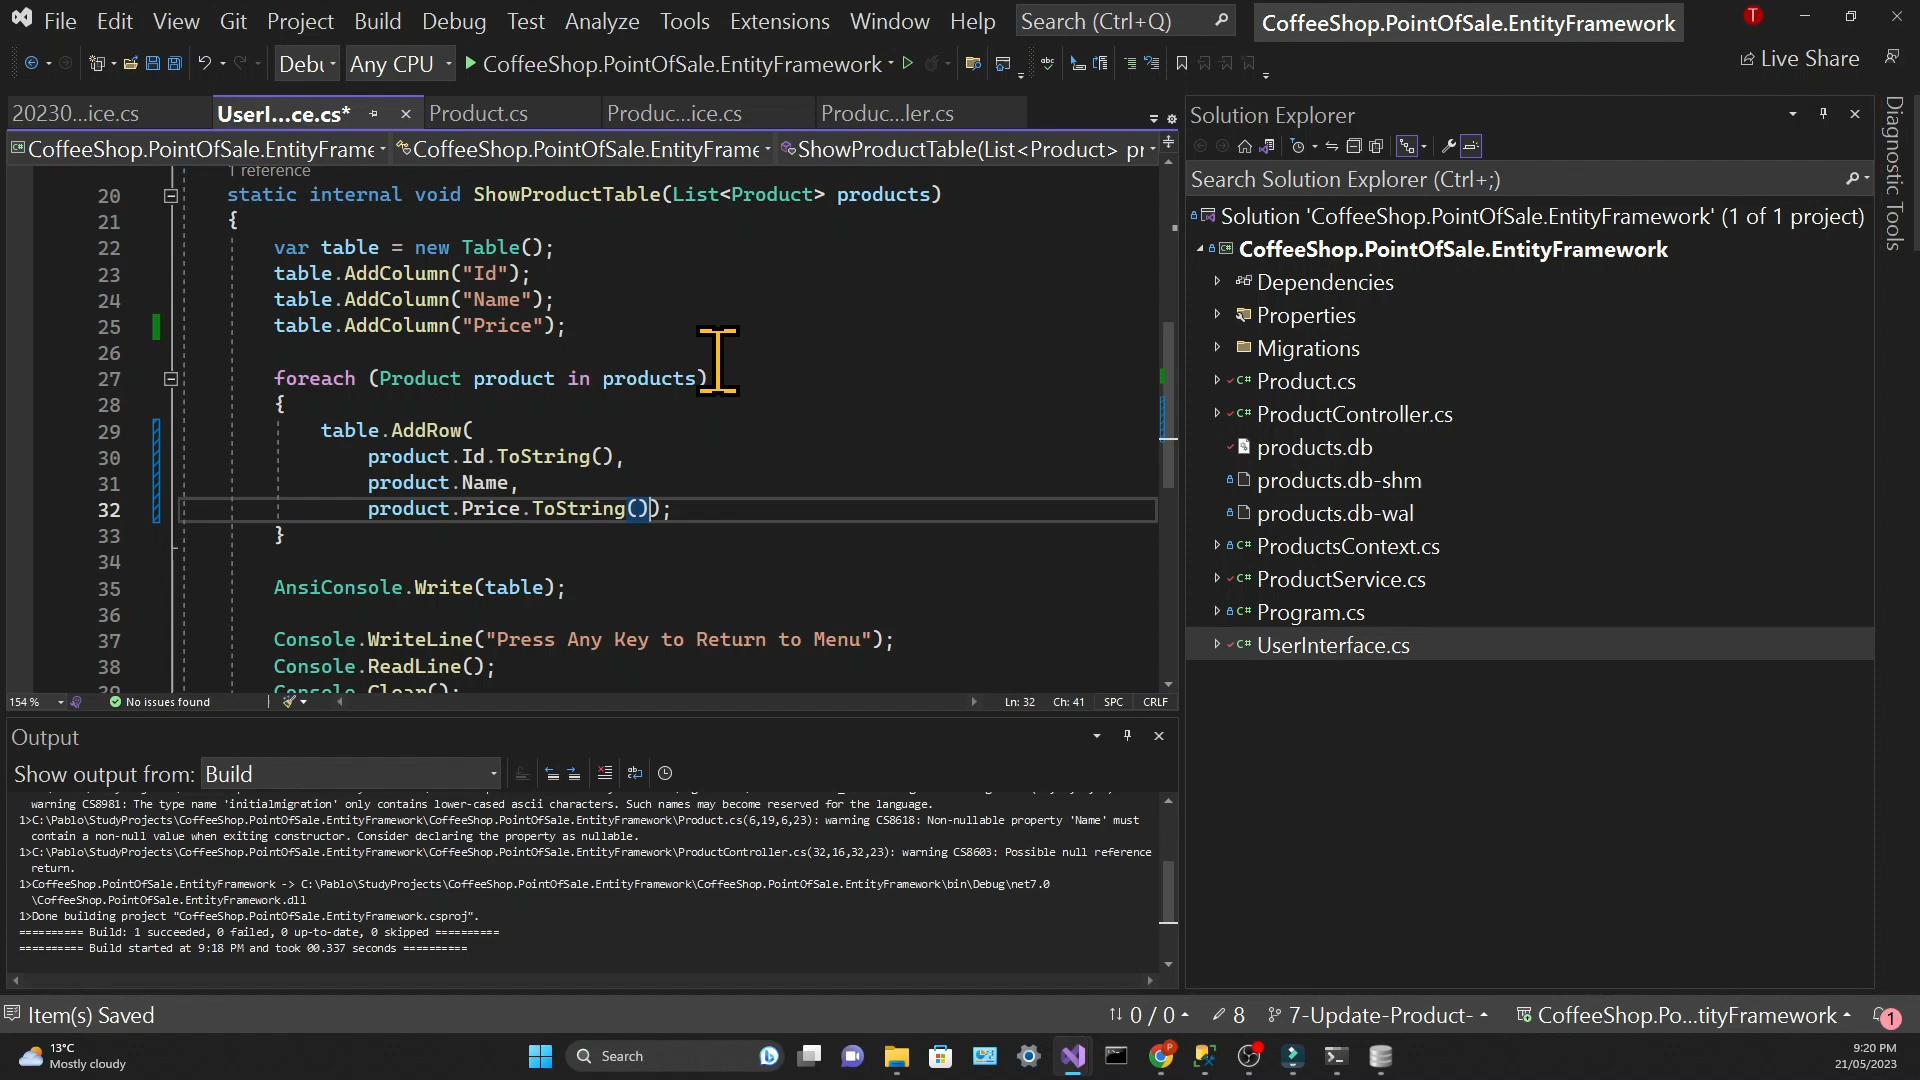 File Edit View Git Project Build Debug Test Analyze Tools Extensions Window Help Search (Ctrl+Q) CoffeeShop.PointOfSale.EntityFramework T
Debu Any CPU CoffeeShop.PointOfSale.EntityFramework Live Share
20230...ice.cs UserI...ce.cs* Product.cs Produc...ice.cs Produc...ler.cs
CoffeeShop.PointOfSale.EntityFrame CoffeeShop.PointOfSale.EntityFrame ShowProductTable(List<Product> pr
1 reference
20 static internal void ShowProductTable(List<Product> products)
21 {
22 var table = new Table();
23 table.AddColumn("Id");
24 table.AddColumn("Name");
25 table.AddColumn("Price");
26
27 foreach (Product product in products)
28 {
29 table.AddRow(
30 product.Id.ToString(),
31 product.Name,
32 product.Price.ToString());
33 }
34
35 AnsiConsole.Write(table);
36
37 Console.WriteLine("Press Any Key to Return to Menu");
38 Console.ReadLine();
39 Console.Clear();
154 % No issues found Ln: 32 Ch: 41 SPC CRLF
Output
Show output from: Build
warning CS8981: The type name 'initialmigration' only contains lower-cased ascii characters. Such names may become reserved for the language.
1>C:\Pablo\StudyProjects\CoffeeShop.PointOfSale.EntityFramework\CoffeeShop.PointOfSale.EntityFramework\Product.cs(6,19,6,23): warning CS8618: Non-nullable property 'Name' must
contain a non-null value when exiting constructor. Consider declaring the property as nullable.
1>C:\Pablo\StudyProjects\CoffeeShop.PointOfSale.EntityFramework\CoffeeShop.PointOfSale.EntityFramework\ProductController.cs(32,16,32,23): warning CS8603: Possible null reference
return.
1>CoffeeShop.PointOfSale.EntityFramework -> C:\Pablo\StudyProjects\CoffeeShop.PointOfSale.EntityFramework\CoffeeShop.PointOfSale.EntityFramework\bin\Debug\net7.0
\CoffeeShop.PointOfSale.EntityFramework.dll
1>Done building project "CoffeeShop.PointOfSale.EntityFramework.csproj".
========== Build: 1 succeeded, 0 failed, 0 up-to-date, 0 skipped ==========
========== Build started at 9:18 PM and took 00.337 seconds ==========
Solution Explorer
Search Solution Explorer (Ctrl+;)
Solution 'CoffeeShop.PointOfSale.EntityFramework' (1 of 1 project)
CoffeeShop.PointOfSale.EntityFramework
Dependencies
Properties
Migrations
C# Product.cs
C# ProductController.cs
products.db
products.db-shm
products.db-wal
C# ProductsContext.cs
C# ProductService.cs
C# Program.cs
C# UserInterface.cs
Diagnostic Tools
Item(s) Saved 0 / 0 8 7-Update-Product- CoffeeShop.Po...tityFramework 1
13°C
Mostly cloudy
Search
9:20 PM
21/05/2023